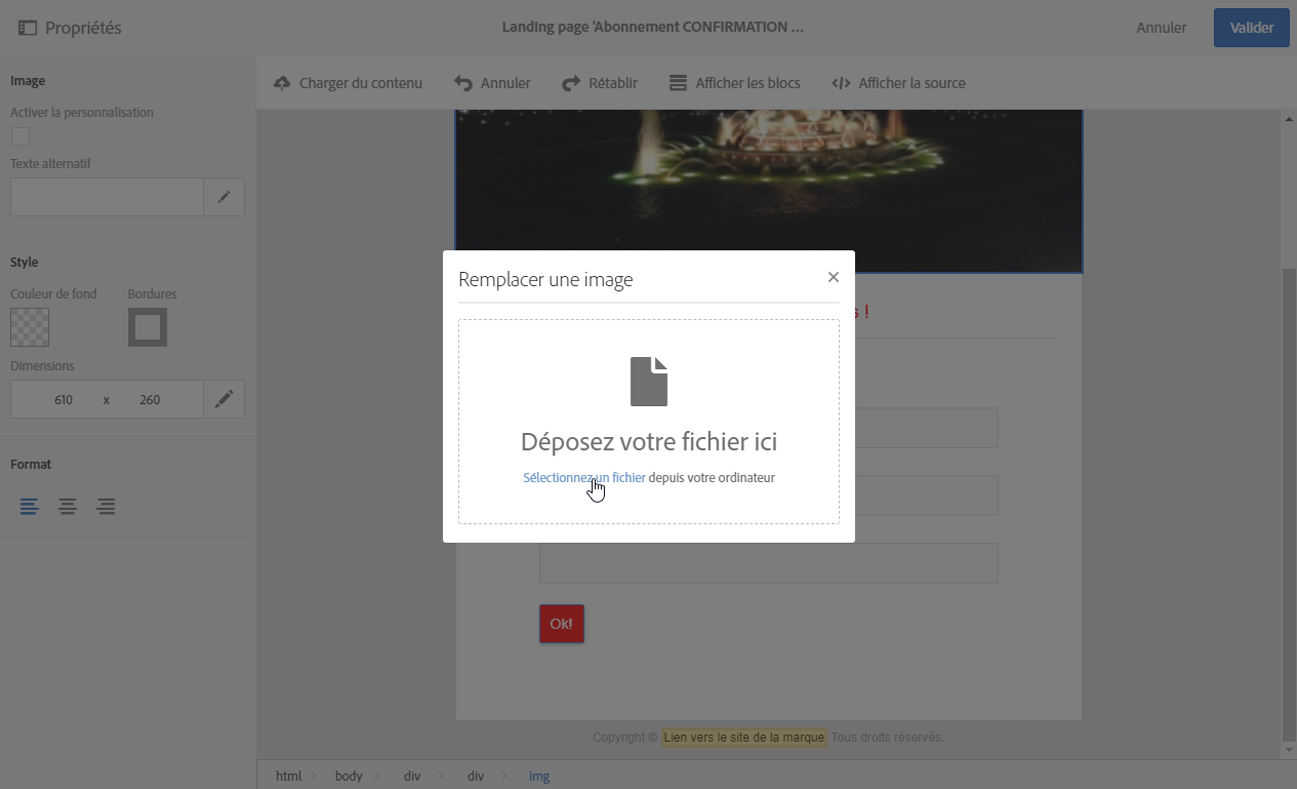 Propriétés
Landing page 'Abonnement CONFIRMATION ...
Annuler
Valider
Image
Activer la personnalisation
Texte alternatif
Style
Couleur de fond
Bordures
Dimensions
610 x 260
Format
Charger du contenu
Annuler
Rétablir
Afficher les blocs
Afficher la source
Remplacer une image
×
s !
Déposez votre fichier ici
Sélectionnez un fichier depuis votre ordinateur
Ok!
Copyright © Lien vers le site de la marque Tous droits réservés.
html
body
div
div
img